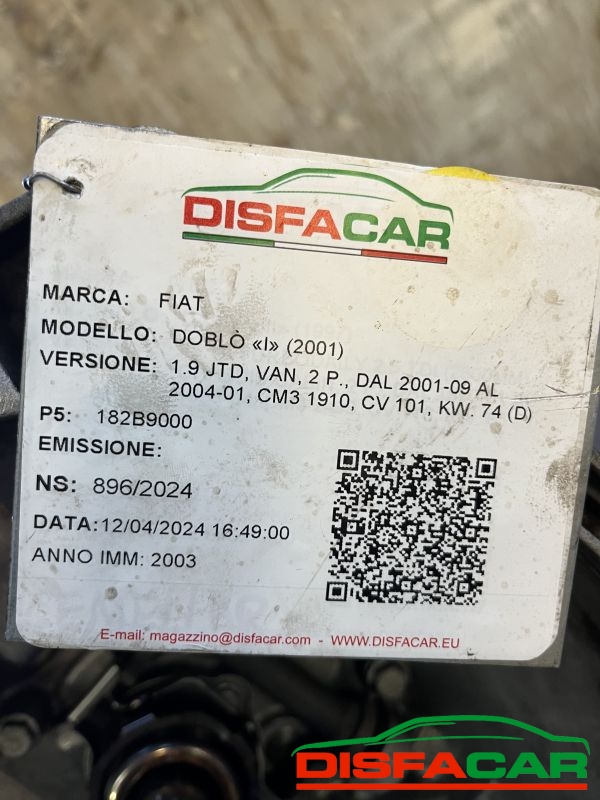 DISFACAR
MARCA: FIAT
MODELLO: DOBLÒ «I» (2001)
VERSIONE: 1.9 JTD, VAN, 2 P., DAL 2001-09 AL
2004-01, CM3 1910, CV 101, KW. 74 (D)
P5: 182B9000
EMISSIONE:
NS: 896/2024
DATA:12/04/2024 16:49:00
ANNO IMM: 2003
E-mail: magazzino@disfacar.com - WWW.DISFACAR.EU
DISFACAR